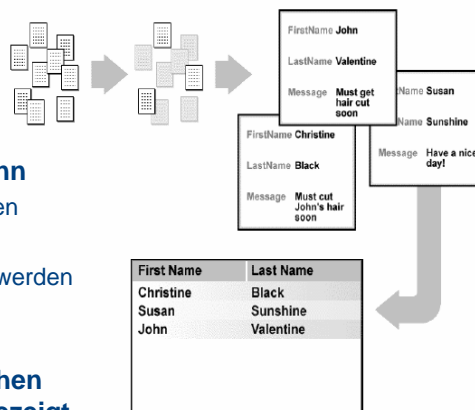 FirstName John
LastName Valentine
Message Must get
hair cut
soon
Name Susan
Name Sunshine
Message Have a nice
day!
FirstName Christine
LastName Black
Message Must cut
John's hair
soon
nn
en
werden
hen
First Name Last Name
Christine Black
Susan Sunshine
John Valentine